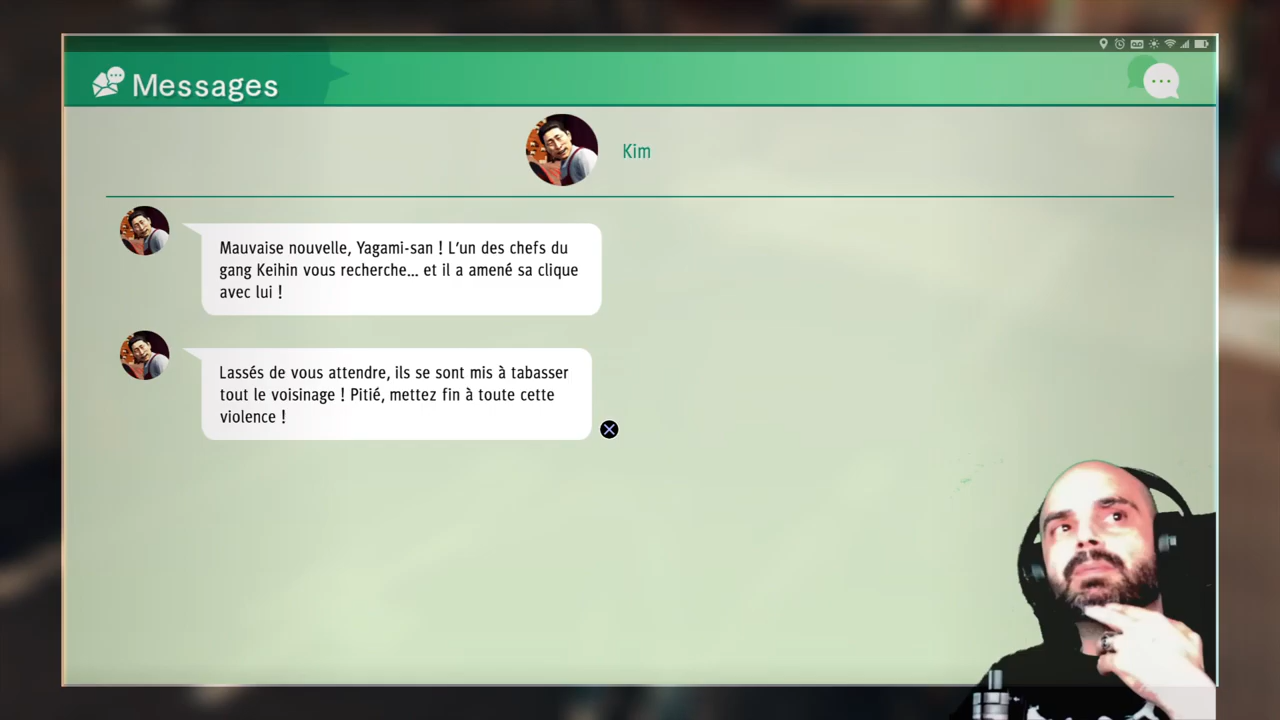 Messages
Kim
Mauvaise nouvelle, Yagami-san ! L'un des chefs du
gang Keihin vous recherche... et il a amené sa clique
avec lui !
Lassés de vous attendre, ils se sont mis à tabasser
tout le voisinage ! Pitié, mettez fin à toute cette
violence !